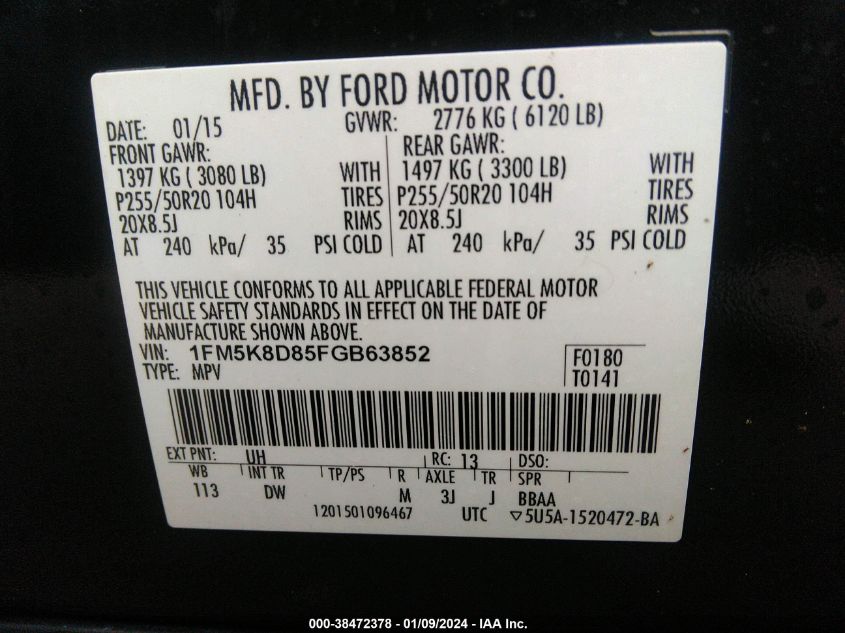 MFD. BY FORD MOTOR CO.
DATE: 01/15 GVWR: 2776 KG ( 6120 LB)
FRONT GAWR: REAR GAWR:
1397 KG ( 3080 LB) WITH 1497 KG ( 3300 LB) WITH
P255/50R20 104H TIRES P255/50R20 104H TIRES
20X8.5J RIMS 20X8.5J RIMS
AT 240 kPa/ 35 PSI COLD AT 240 kPa/ 35 PSI COLD
THIS VEHICLE CONFORMS TO ALL APPLICABLE FEDERAL MOTOR
VEHICLE SAFETY STANDARDS IN EFFECT ON THE DATE OF
MANUFACTURE SHOWN ABOVE.
VIN: 1FM5K8D85FGB63852 F0180
TYPE: MPV T0141
EXT PNT: UH RC: 13 DSO:
WB INT TR TP/PS R AXLE TR SPR
113 DW M 3J J BBAA
1201501096467 UTC ▽5U5A-1520472-BA
000-38472378 — 01/09/2024 — IAA Inc.